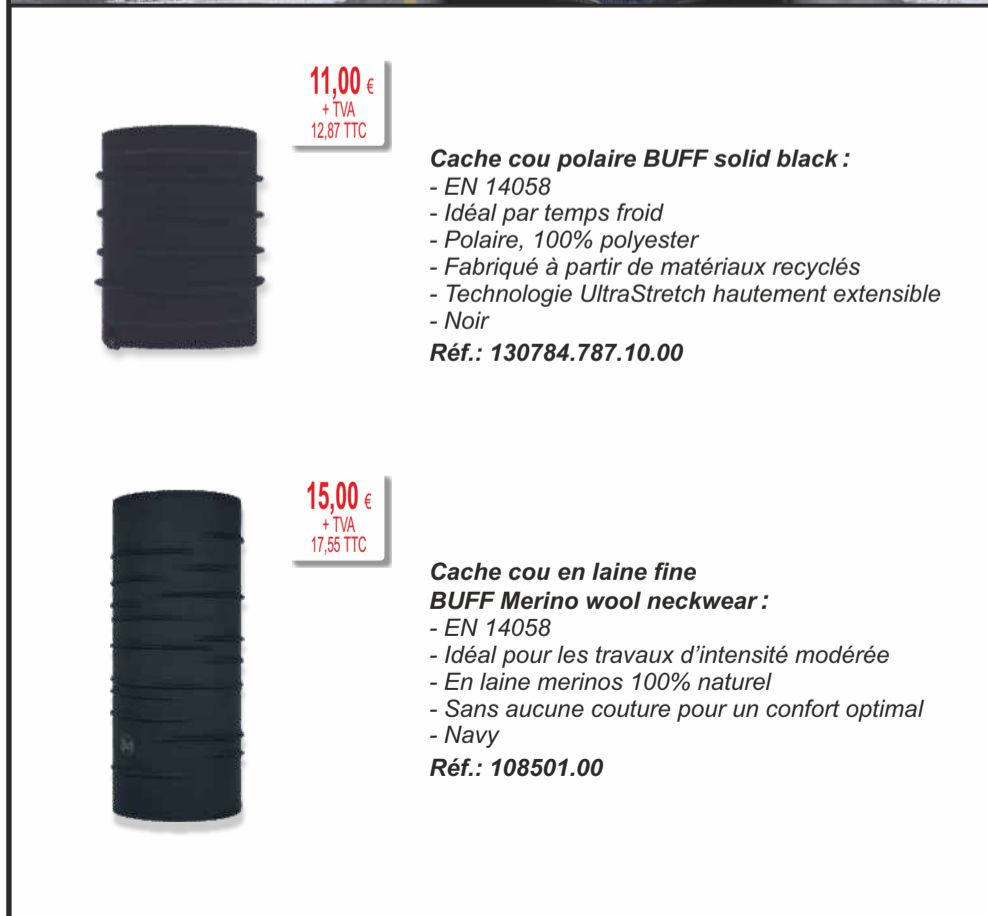 11,00 €
+ TVA
12,87 TTC
Cache cou polaire BUFF solid black :
- EN 14058
- Idéal par temps froid
- Polaire, 100% polyester
- Fabriqué à partir de matériaux recyclés
- Technologie UltraStretch hautement extensible
- Noir
Réf.: 130784.787.10.00
15,00 €
+ TVA
17,55 TTC
Cache cou en laine fine
BUFF Merino wool neckwear :
- EN 14058
- Idéal pour les travaux d’intensité modérée
- En laine merinos 100% naturel
- Sans aucune couture pour un confort optimal
- Navy
Réf.: 108501.00